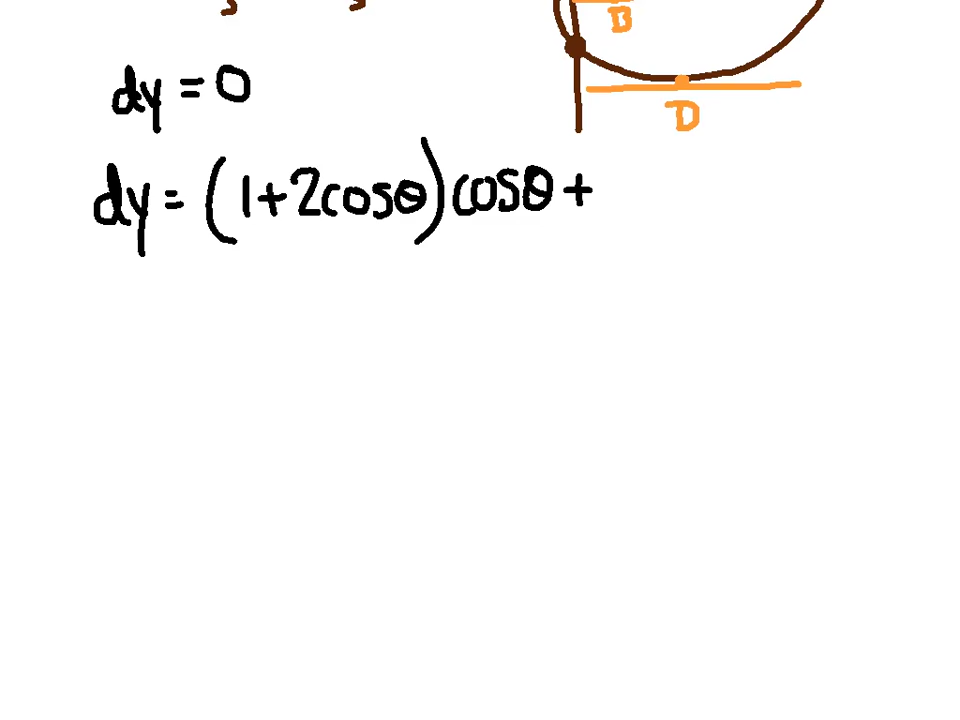 B
dy = 0
D
dy = (1+2cosθ)cosθ +